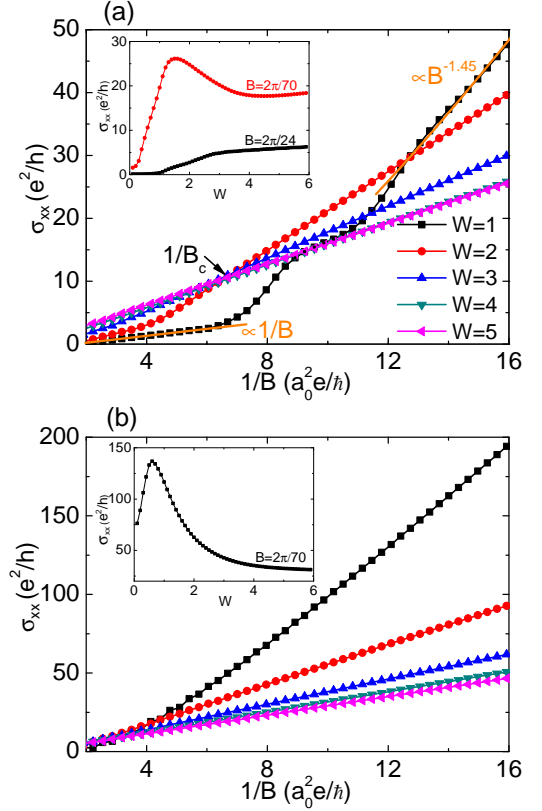 (a)
σxx (e²/h)
50
40
30
20
10
0
4
8
12
16
1/B (a₀²e/ħ)
∝B⁻¹·⁴⁵
1/Bc
∝1/B
W=1
W=2
W=3
W=4
W=5
σxx (e²/h)
30
25
20
15
10
5
0
0
2
4
6
W
B=2π/70
B=2π/24
(b)
σxx (e²/h)
200
150
100
50
0
4
8
12
16
1/B (a₀²e/ħ)
σxx (e²/h)
150
100
50
0
2
4
6
W
B=2π/70